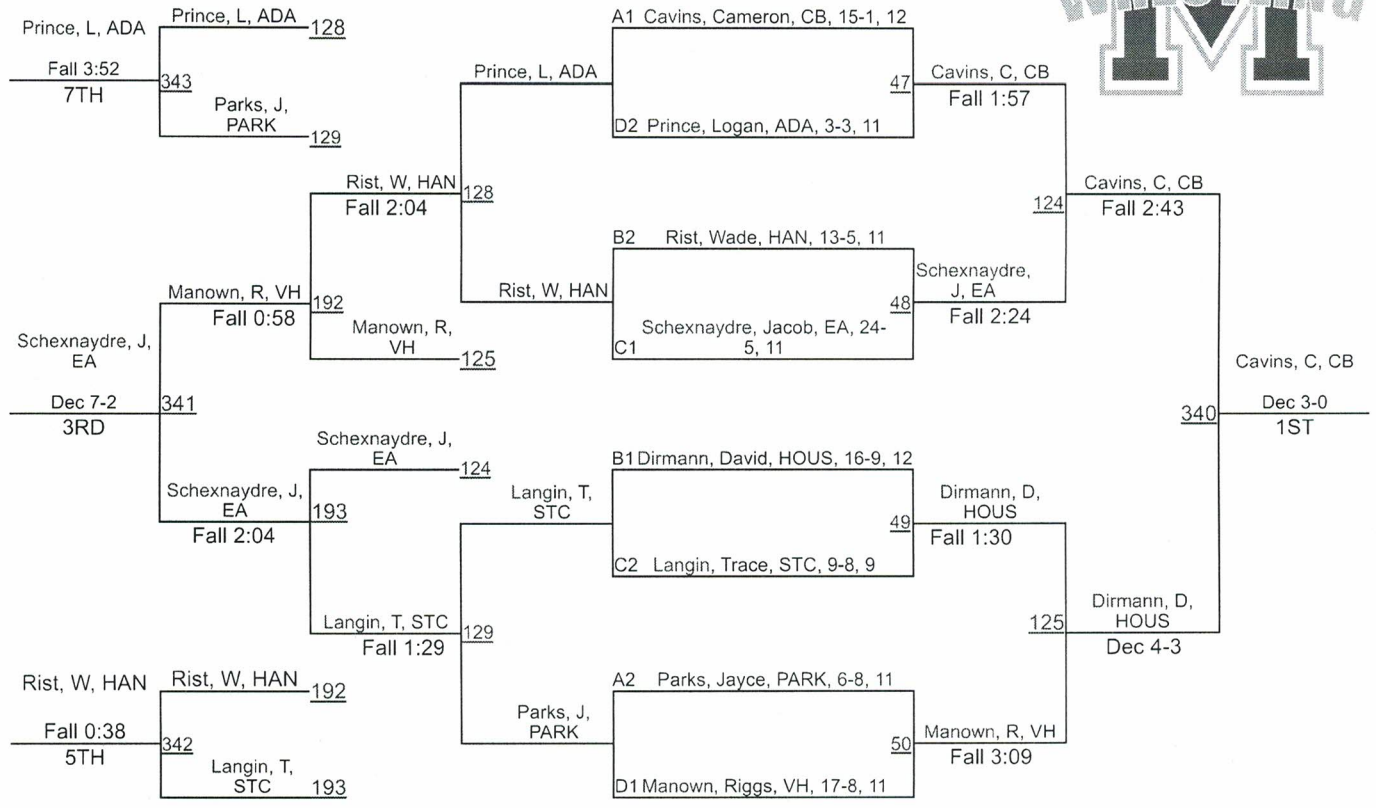 Prince, L, ADA
Fall 3:52
7TH
Prince, L, ADA
128
343
Parks, J,
PARK
129
Rist, W, HAN
Fall 2:04
128
Prince, L, ADA
Rist, W, HAN
Manown, R, VH
Fall 0:58
192
Manown, R,
VH
125
Schexnaydre, J,
EA
Dec 7-2
3RD
341
Schexnaydre, J,
EA
Fall 2:04
Schexnaydre, J,
EA
124
193
Langin, T, STC
Fall 1:29
129
Langin, T,
STC
Parks, J,
PARK
Rist, W, HAN
Fall 0:38
5TH
Rist, W, HAN
192
342
Langin, T,
STC
193
A1 Cavins, Cameron, CB, 15-1, 12
47
D2 Prince, Logan, ADA, 3-3, 11
B2 Rist, Wade, HAN, 13-5, 11
48
Schexnaydre, Jacob, EA, 24-
C1 5, 11
B1 Dirmann, David, HOUS, 16-9, 12
49
C2 Langin, Trace, STC, 9-8, 9
A2 Parks, Jayce, PARK, 6-8, 11
50
D1 Manown, Riggs, VH, 17-8, 11
Cavins, C, CB
Fall 1:57
124
Schexnaydre,
J, EA
Fall 2:24
Dirmann, D,
HOUS
Fall 1:30
125
Manown, R, VH
Fall 3:09
Cavins, C, CB
Fall 2:43
Dirmann, D,
HOUS
Dec 4-3
340
Cavins, C, CB
Dec 3-0
1ST
M